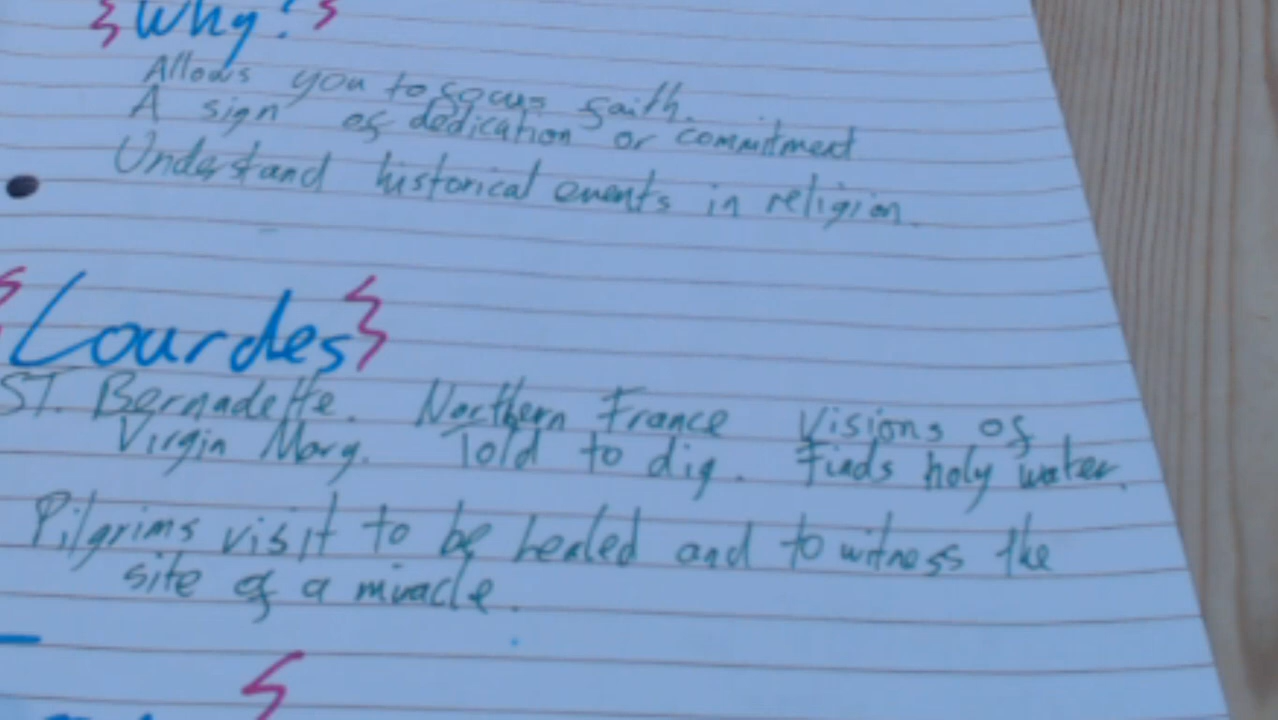 Why?
Allows you to focus faith.
A sign of dedication or commitment
Understand historical events in religion.
Lourdes
ST. Bernadette. Northern France Visions of
Virgin Mary. Told to dig. Finds holy water.
Pilgrims visit to be healed and to witness the
site of a miracle.